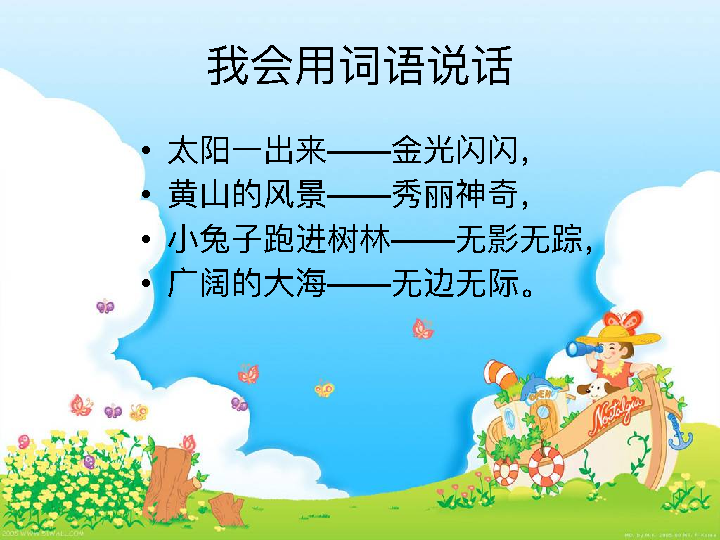 我会用词语说话
• 太阳一出来——金光闪闪，
• 黄山的风景——秀丽神奇，
• 小兔子跑进树林——无影无踪，
• 广阔的大海——无边无际。
Nostalgia